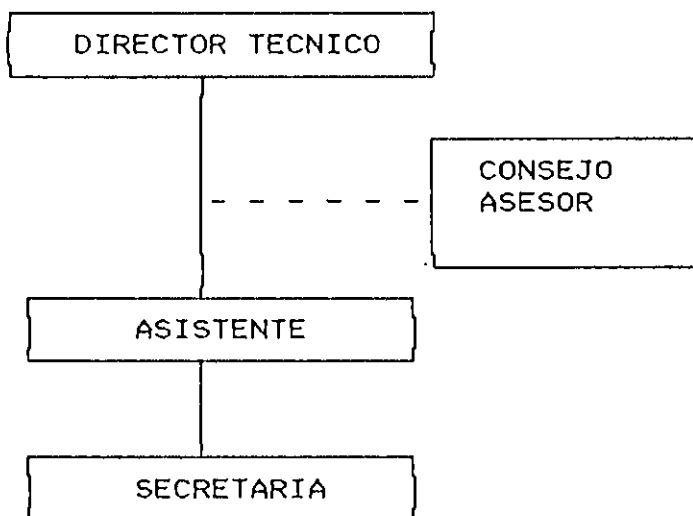 DIRECTOR TECNICO
CONSEJO
ASESOR
ASISTENTE
SECRETARIA